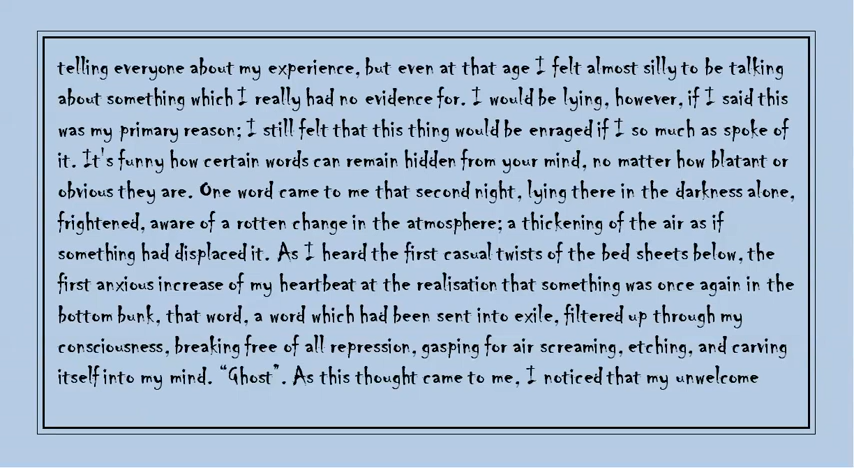 telling everyone about my experience, but even at that age I felt almost silly to be talking
about something which I really had no evidence for. I would be lying, however, if I said this
was my primary reason; I still felt that this thing would be enraged if I so much as spoke of
it. It's funny how certain words can remain hidden from your mind, no matter how blatant or
obvious they are. One word came to me that second night, lying there in the darkness alone,
frightened, aware of a rotten change in the atmosphere; a thickening of the air as if
something had displaced it. As I heard the first casual twists of the bed sheets below, the
first anxious increase of my heartbeat at the realisation that something was once again in the
bottom bunk, that word, a word which had been sent into exile, filtered up through my
consciousness, breaking free of all repression, gasping for air screaming, etching, and carving
itself into my mind. “Ghost”. As this thought came to me, I noticed that my unwelcome